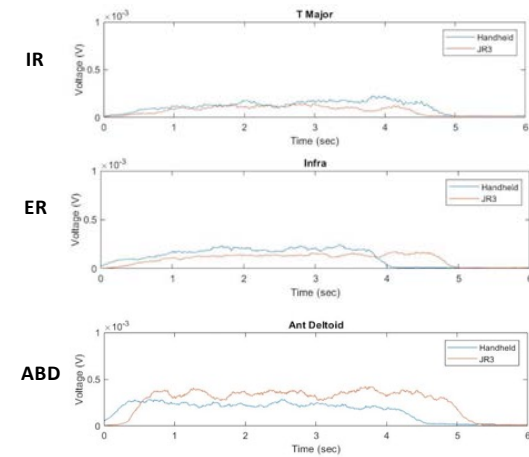 T Major
×10⁻³
1
0.5
0
Voltage (V)
IR
Handheld
JR3
0 1 2 3 4 5 6
Time (sec)
Infra
×10⁻³
1
0.5
0
Voltage (V)
ER
Handheld
JR3
0 1 2 3 4 5 6
Time (sec)
Ant Deltoid
×10⁻³
1
0.5
0
Voltage (V)
ABD
Handheld
JR3
0 1 2 3 4 5 6
Time (sec)